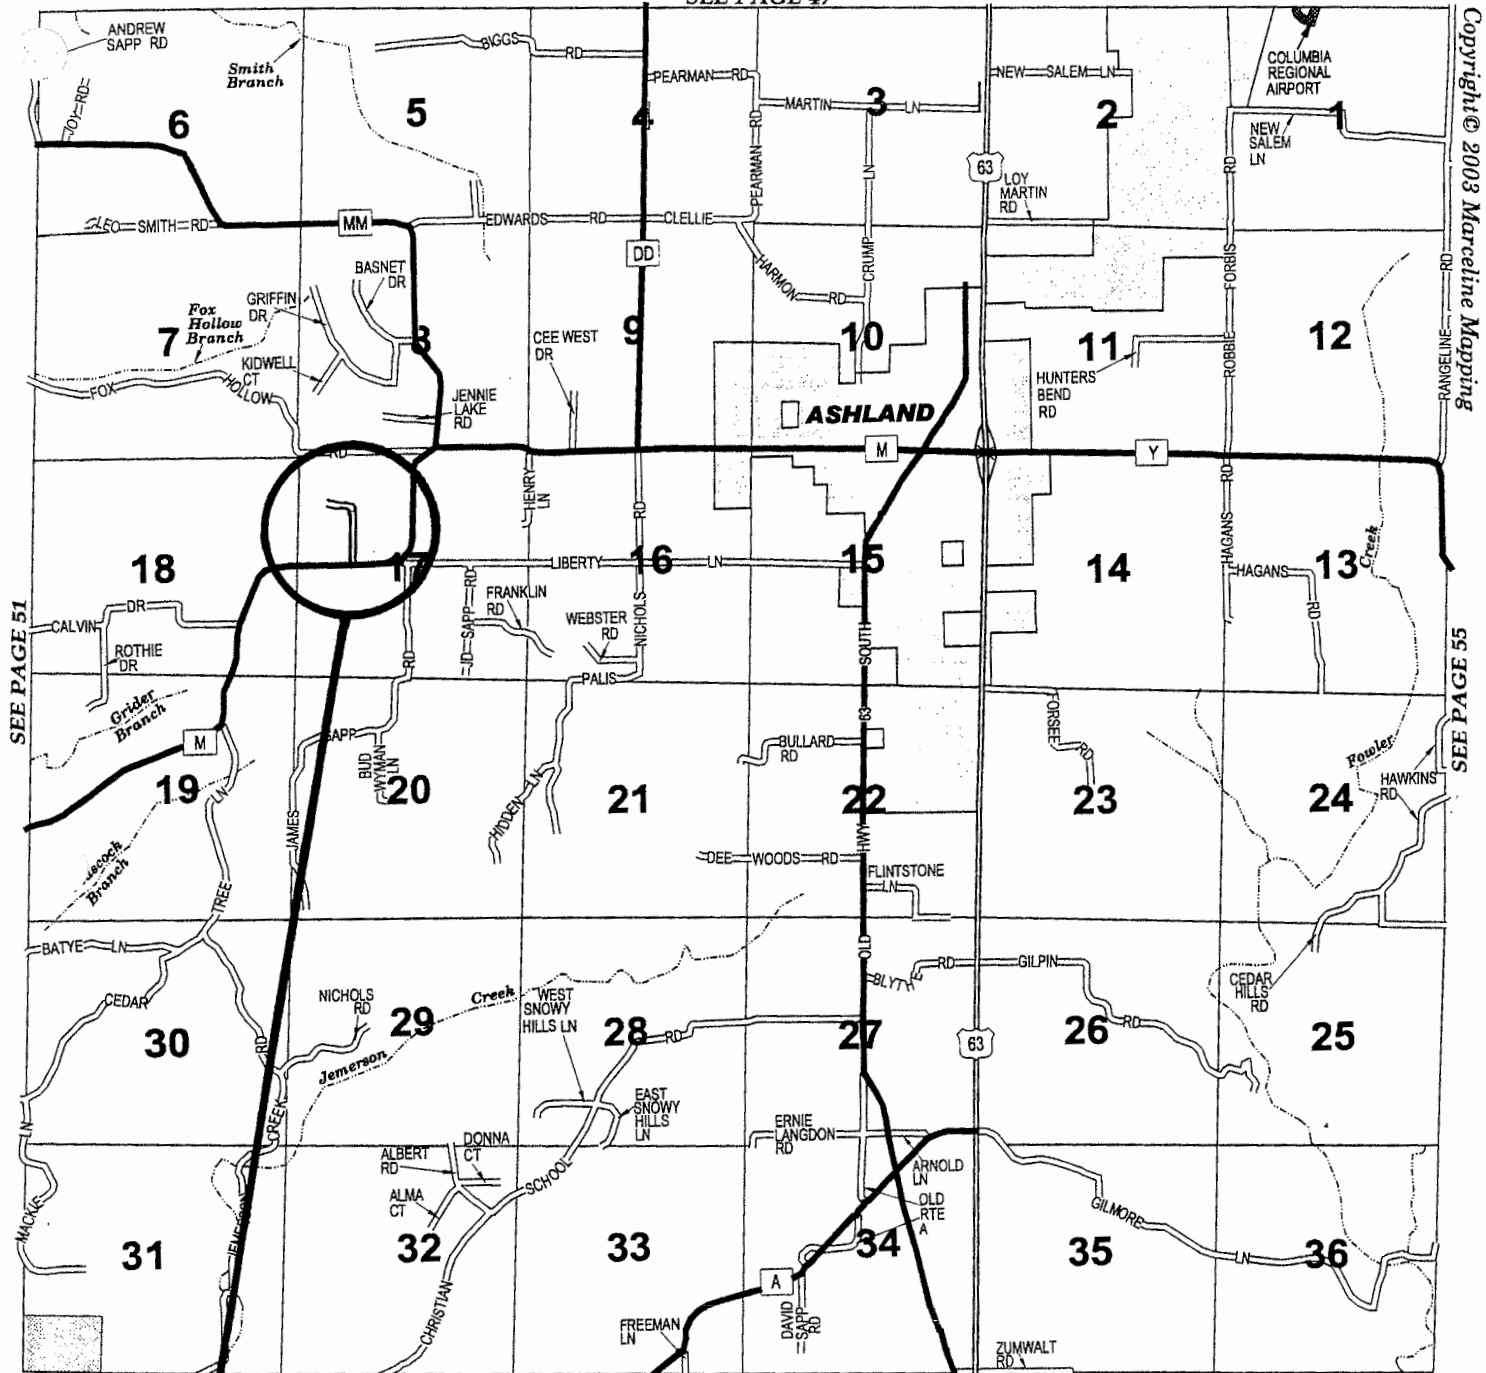 SEE PAGE 47
ANDREW
SAPP RD
JOY RD
Smith
Branch
BIGGS RD
PEARMAN RD
MARTIN LN
NEW SALEM LN
COLUMBIA
REGIONAL
AIRPORT
NEW
SALEM
LN
6
5
4
3
2
1
Copyright © 2003 Marceline Mapping
63
LOY
MARTIN
RD
PEARMAN RD
CRUMP LN
SMITH RD
MM
EDWARDS RD
CLELLIE
HARMON RD
DD
ROBBIE FORBIS RD
RANGELINE RD
BASNET
DR
GRIFFIN
DR
Fox
Hollow
Branch
KIDWELL
CT
FOX HOLLOW RD
JENNIE
LAKE
RD
CEE WEST
DR
7
8
9
10
11
12
HUNTERS
BEND
RD
ASHLAND
M
Y
HENRY
LN
18
17
16
15
14
13
LIBERTY LN
HAGANS RD
HAGANS RD
Creek
SEE PAGE 51
CALVIN DR
ROTHIE
DR
JD SAPP RD
FRANKLIN
RD
WEBSTER
RD
NICHOLS RD
PALIS
SEE PAGE 55
Grider
Branch
M
JAMES SAPP RD
BUD
WYMAN
LN
HIDDEN LN
BULLARD
RD
OLD HWY 63 SOUTH
FORSEE RD
Fowler
HAWKINS
RD
19
20
21
22
23
24
Branch
TREE LN
DEE WOODS RD
FLINTSTONE
LN
BATYE LN
CEDAR
BLYTHE RD
GILPIN RD
CEDAR
HILLS
RD
NICHOLS
RD
Jemerson Creek
WEST
SNOWY
HILLS LN
RD
30
29
28
27
26
25
63
EAST
SNOWY
HILLS
LN
JEMERSON CREEK RD
ERNIE
LANGDON
RD
ARNOLD
LN
OLD
RTE
A
ALBERT
RD
DONNA
CT
ALMA
CT
CHRISTIAN SCHOOL
MACKIS LN
GILMORE LN
31
32
33
34
35
36
A
FREEMAN
LN
DAVID
SAPP
RD
ZUMWALT
RD